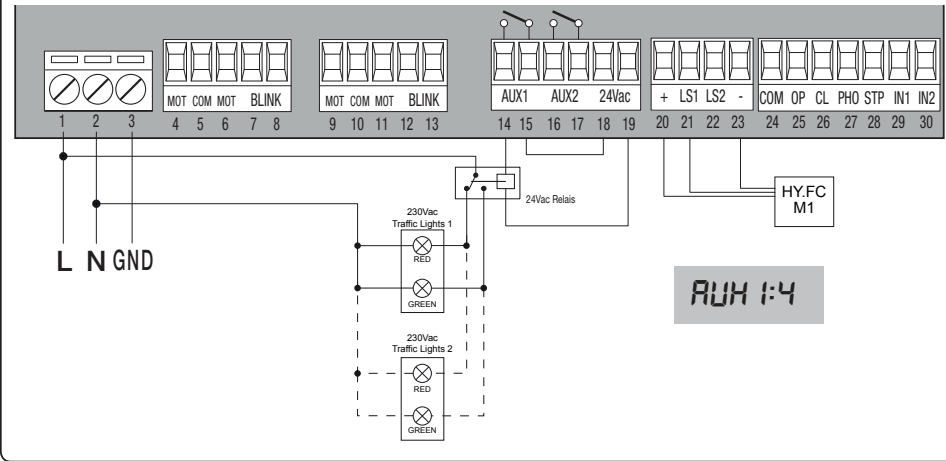 MOT COM MOT BLINK MOT COM MOT BLINK AUX1 AUX2 24Vac + LS1 LS2 - COM OP CL PHO STP IN1 IN2
1 2 3 4 5 6 7 8 9 10 11 12 13 14 15 16 17 18 19 20 21 22 23 24 25 26 27 28 29 30
24Vac Relais
HY.FC
M1
230Vac
Traffic Lights 1
RED
GREEN
L N GND
AUX 1:4
230Vac
Traffic Lights 2
RED
GREEN